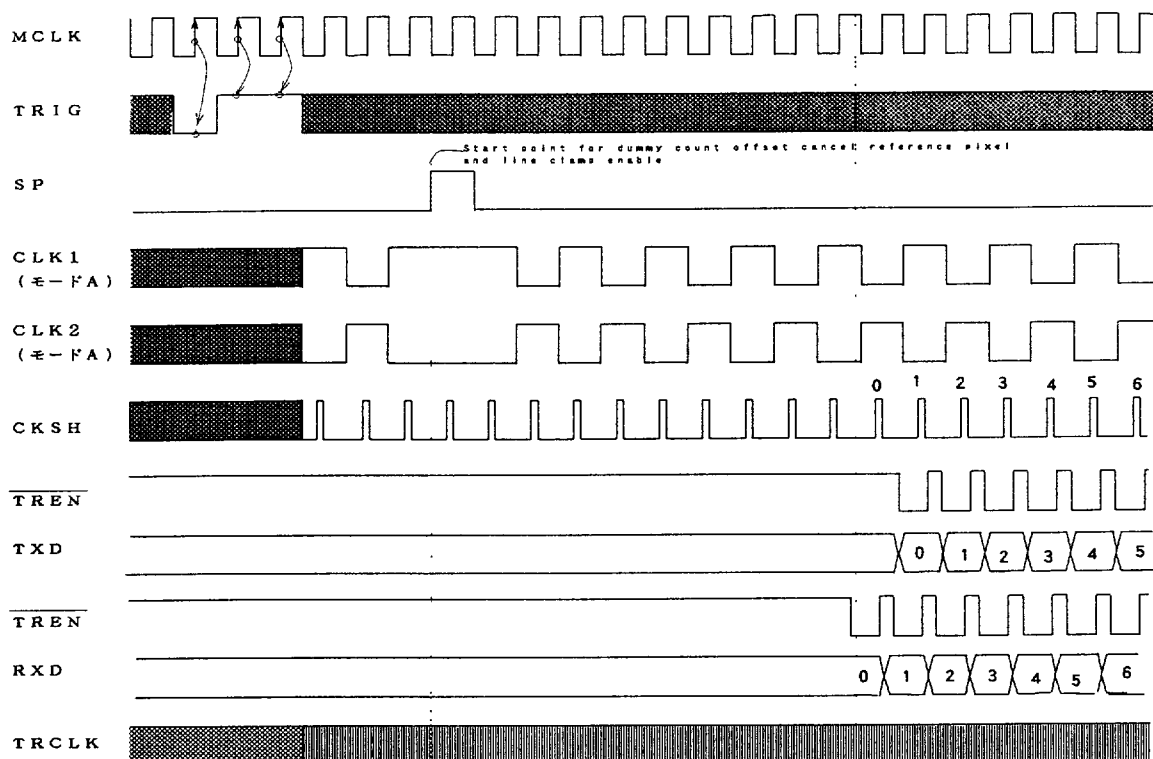 MCLK
TRIG
Start point for dummy count offset cancel reference pixel
and line clamp enable
SP
CLK1
(モードA)
CLK2
(モードA)
0 1 2 3 4 5 6
CKSH
TREN
TXD
0 1 2 3 4 5
TREN
RXD
0 1 2 3 4 5 6
TRCLK